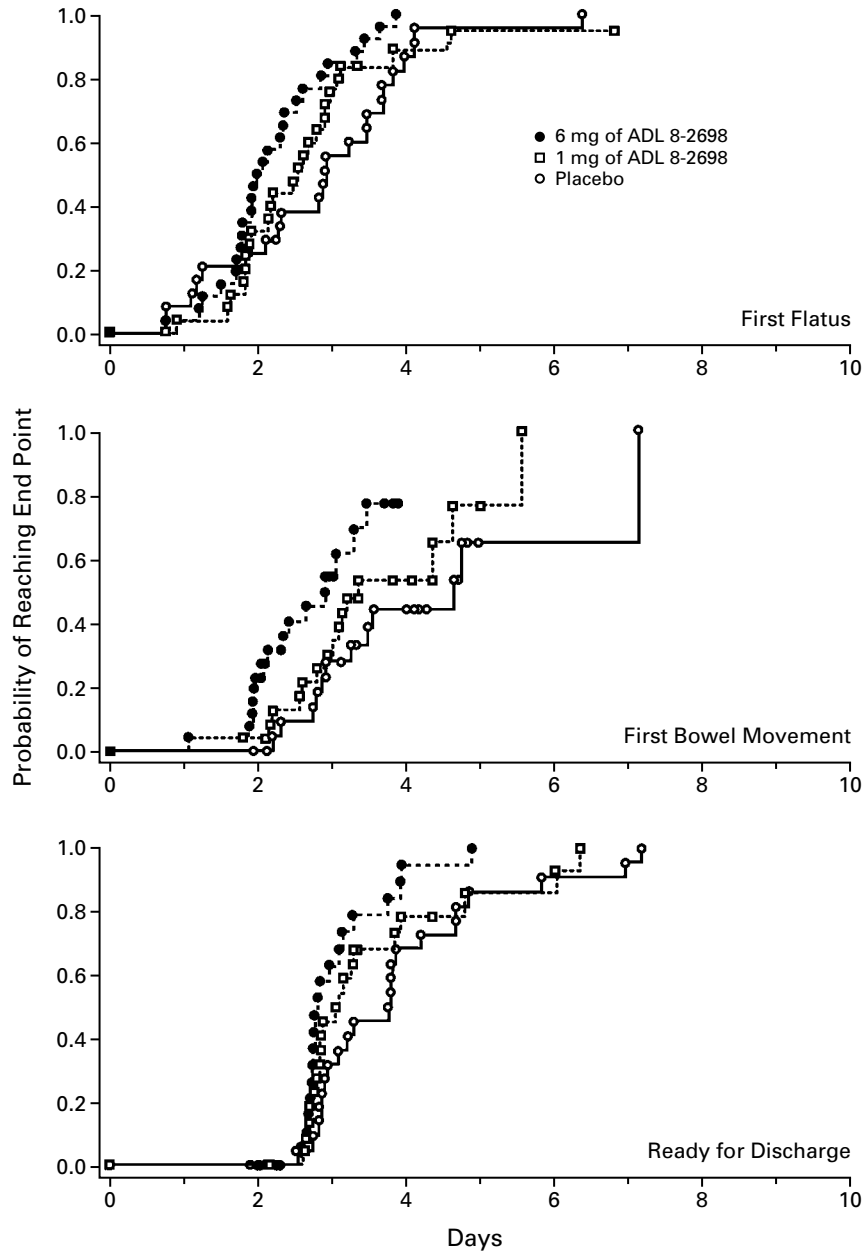 1.0
0.8
0.6
0.4
0.2
0.0
6 mg of ADL 8-2698
1 mg of ADL 8-2698
Placebo
First Flatus
0 2 4 6 8 10
Probability of Reaching End Point
1.0
0.8
0.6
0.4
0.2
0.0
First Bowel Movement
0 2 4 6 8 10
1.0
0.8
0.6
0.4
0.2
0.0
Ready for Discharge
0 2 4 6 8 10
Days